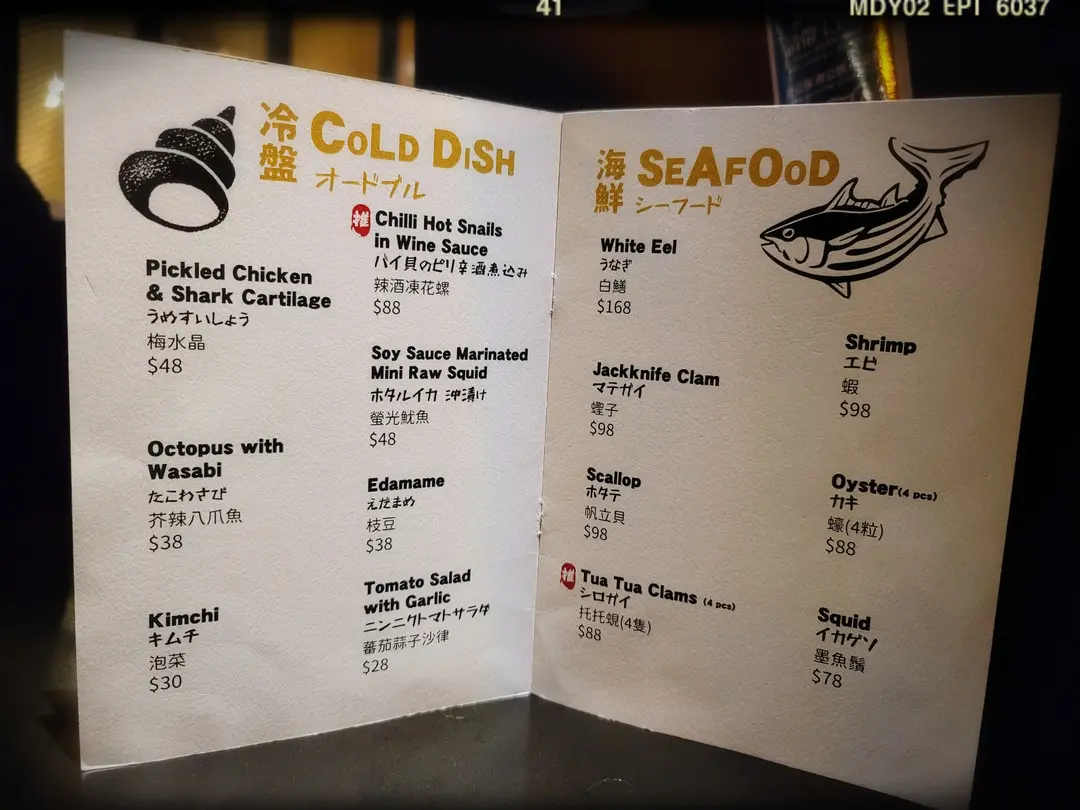 41
MDY02 EPT 6037
冷盤
COLD DISH
オードブル
Pickled Chicken
& Shark Cartilage
うめすいしょう
梅水晶
$48
Octopus with
Wasabi
たこわさび
芥辣八爪魚
$38
Kimchi
キムチ
泡菜
$30
推
Chilli Hot Snails
in Wine Sauce
バイ貝のピリ辛酒煮込み
辣酒凍花螺
$88
Soy Sauce Marinated
Mini Raw Squid
ホタルイカ 沖漬け
螢光魷魚
$48
Edamame
えだまめ
枝豆
$38
Tomato Salad
with Garlic
ニンニクトマトサラダ
蕃茄蒜子沙律
$28
海鮮
SEAFOOD
シーフード
White Eel
うなぎ
白鱔
$168
Jackknife Clam
マテガイ
蟶子
$98
Scallop
ホタテ
帆立貝
$98
推
Tua Tua Clams (4 pcs)
シロガイ
托托蜆(4隻)
$88
Shrimp
エビ
蝦
$98
Oyster(4 pcs)
カキ
蠔(4粒)
$88
Squid
イカゲソ
墨魚鬚
$78